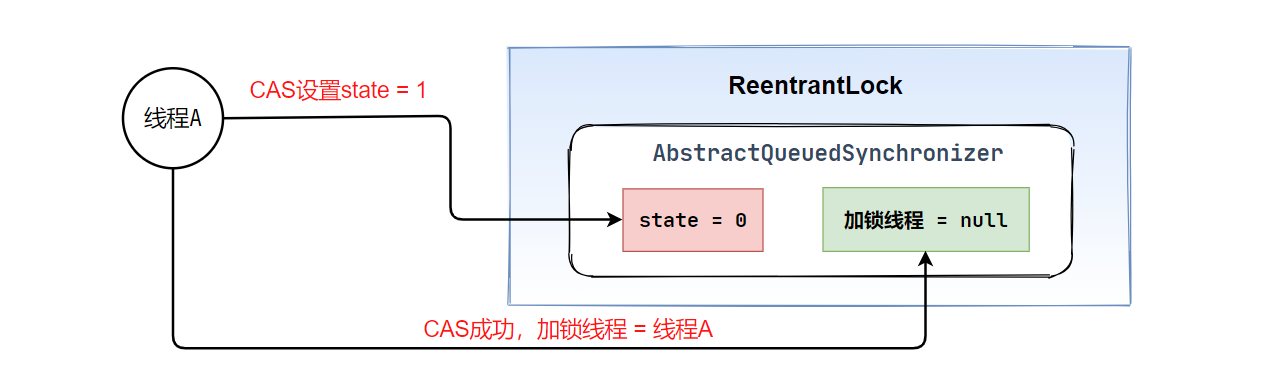 ReentrantLock
CAS设置state = 1
线程A
AbstractQueuedSynchronizer
state = 0
加锁线程 = null
CAS成功，加锁线程 = 线程A